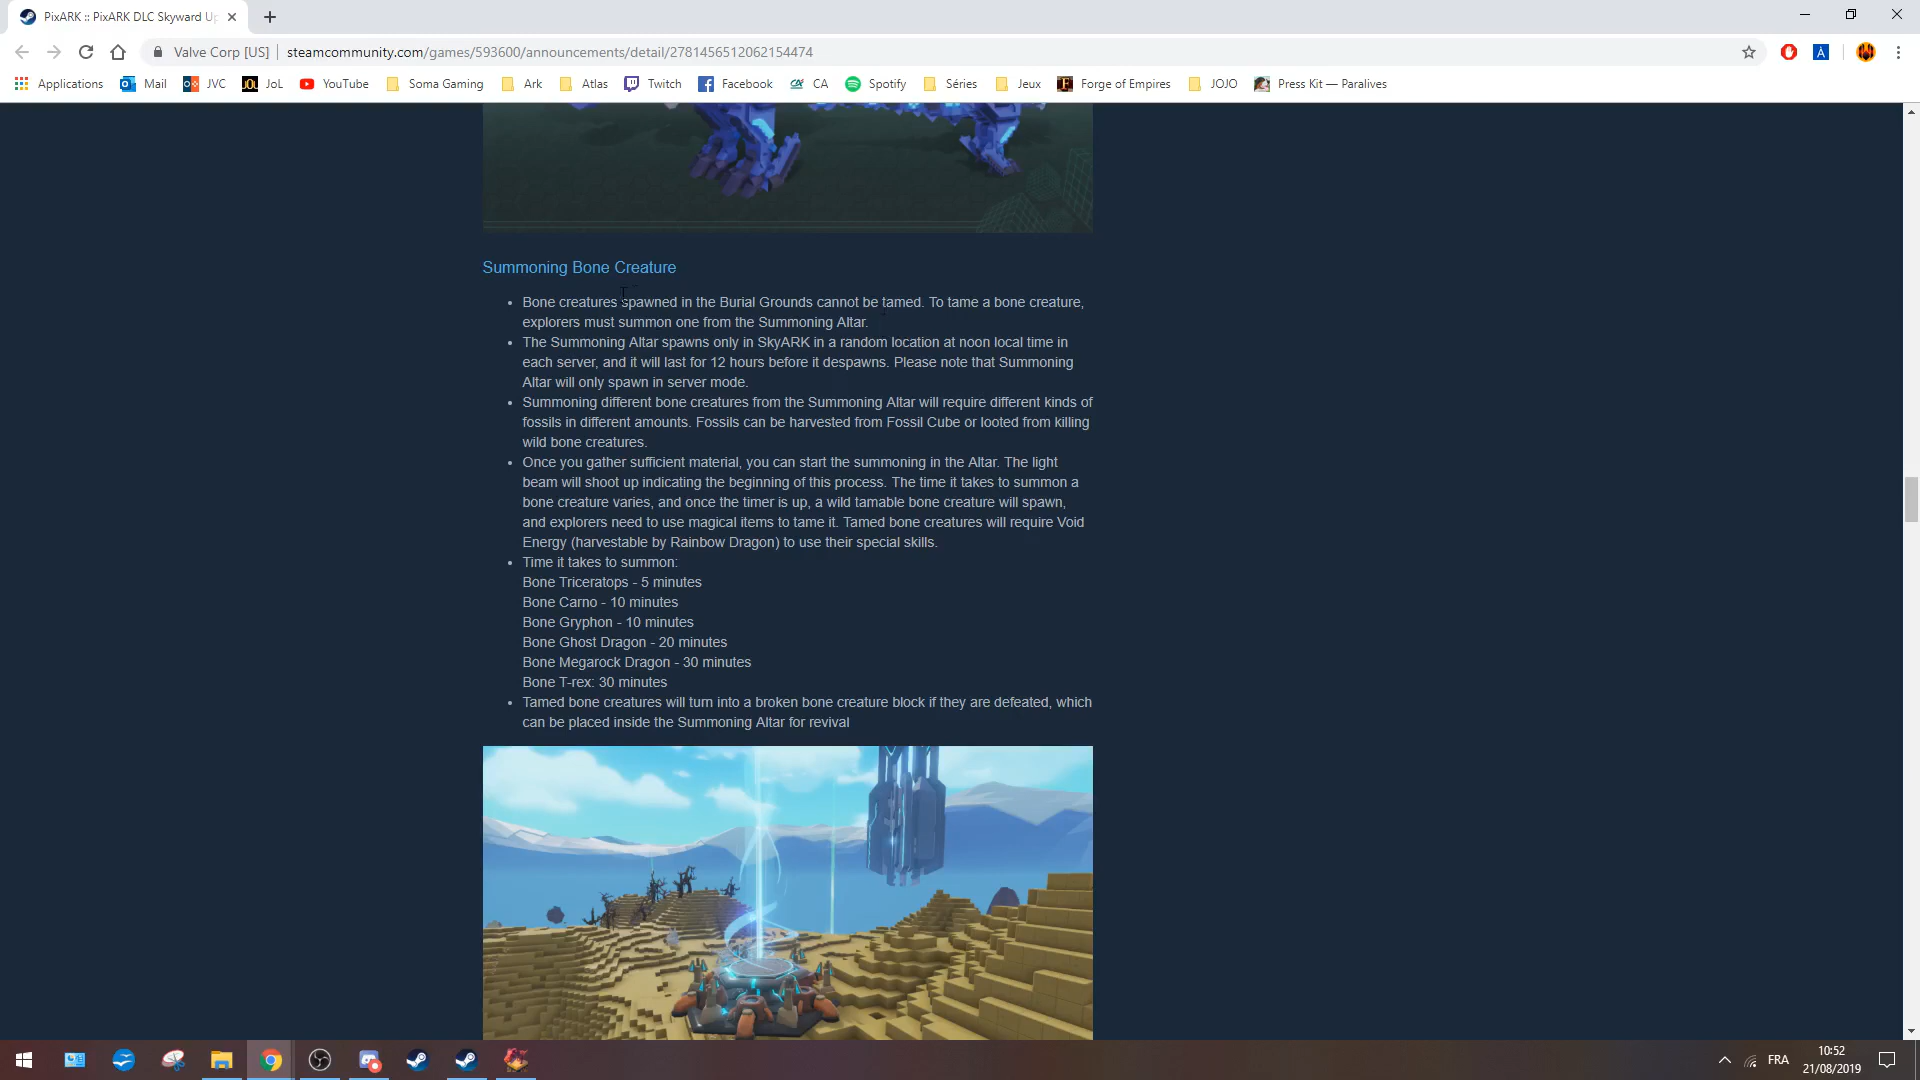 PixARK :: PixARK DLC Skyward Up
Valve Corp [US] | steamcommunity.com/games/593600/announcements/detail/2781456512062154474
Applications Mail JVC JoL YouTube Soma Gaming Ark Atlas Twitch Facebook CA Spotify Séries Jeux Forge of Empires JOJO Press Kit — Paralives
Summoning Bone Creature
• Bone creatures spawned in the Burial Grounds cannot be tamed. To tame a bone creature,
explorers must summon one from the Summoning Altar.
• The Summoning Altar spawns only in SkyARK in a random location at noon local time in
each server, and it will last for 12 hours before it despawns. Please note that Summoning
Altar will only spawn in server mode.
• Summoning different bone creatures from the Summoning Altar will require different kinds of
fossils in different amounts. Fossils can be harvested from Fossil Cube or looted from killing
wild bone creatures.
• Once you gather sufficient material, you can start the summoning in the Altar. The light
beam will shoot up indicating the beginning of this process. The time it takes to summon a
bone creature varies, and once the timer is up, a wild tamable bone creature will spawn,
and explorers need to use magical items to tame it. Tamed bone creatures will require Void
Energy (harvestable by Rainbow Dragon) to use their special skills.
• Time it takes to summon:
Bone Triceratops - 5 minutes
Bone Carno - 10 minutes
Bone Gryphon - 10 minutes
Bone Ghost Dragon - 20 minutes
Bone Megarock Dragon - 30 minutes
Bone T-rex: 30 minutes
• Tamed bone creatures will turn into a broken bone creature block if they are defeated, which
can be placed inside the Summoning Altar for revival
FRA
10:52
21/08/2019